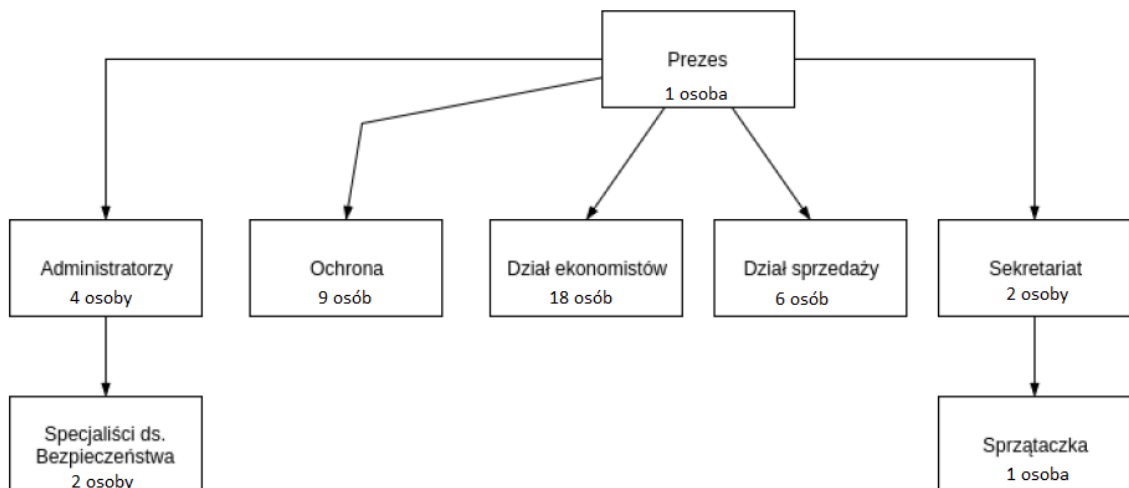 Prezes
1 osoba
Administratorzy
4 osoby
Ochrona
9 osób
Dział ekonomistów
18 osób
Dział sprzedaży
6 osób
Sekretariat
2 osoby
Specjaliści ds.
Bezpieczeństwa
2 osoby
Sprzątaczka
1 osoba